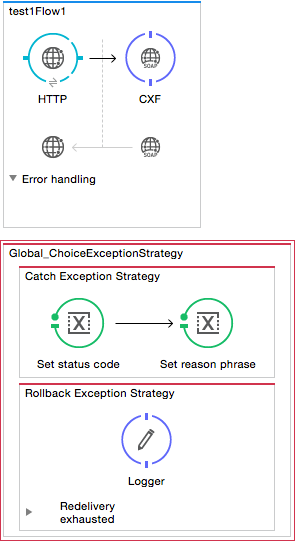 test1Flow1
HTTP
CXF
SOAP
SOAP
Error handling
Global_ChoiceExceptionStrategy
Catch Exception Strategy
Set status code
Set reason phrase
Rollback Exception Strategy
Logger
Redelivery
exhausted